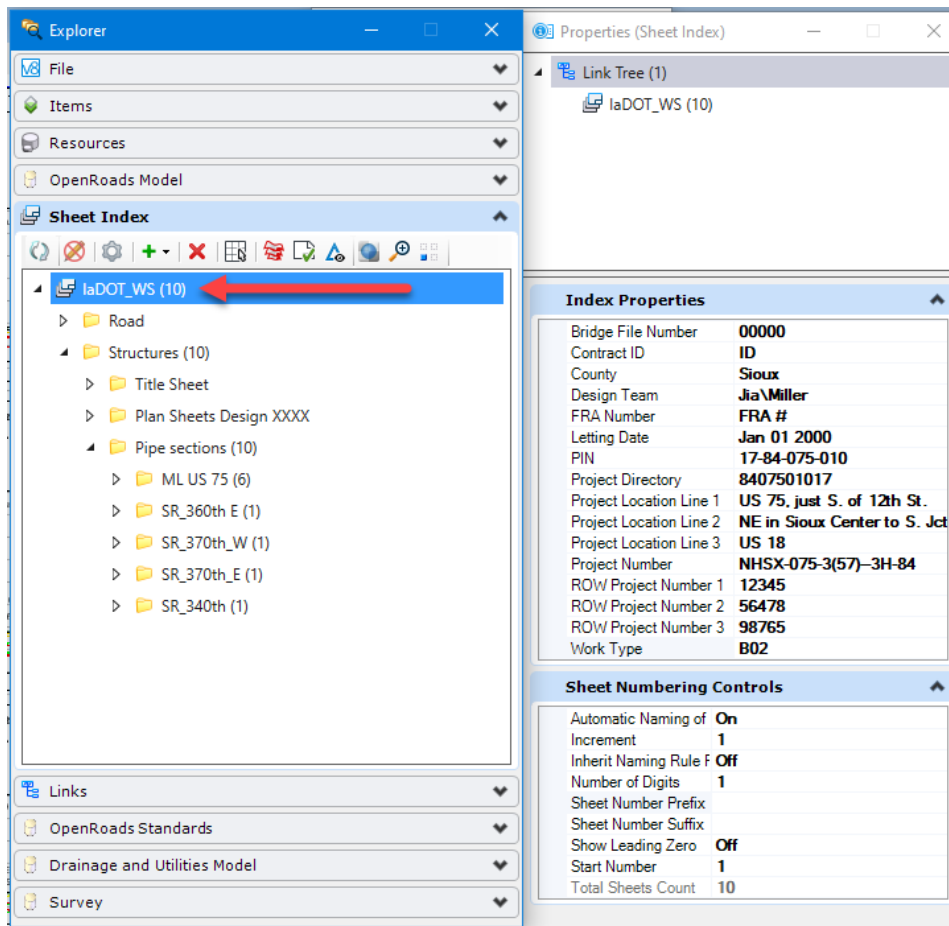 Explorer
File
Items
Resources
OpenRoads Model
Sheet Index
IaDOT_WS (10)
Road
Structures (10)
Title Sheet
Plan Sheets Design XXXX
Pipe sections (10)
ML US 75 (6)
SR_360th E (1)
SR_370th_W (1)
SR_370th_E (1)
SR_340th (1)
Links
OpenRoads Standards
Drainage and Utilities Model
Survey
Properties (Sheet Index)
Link Tree (1)
IaDOT_WS (10)
Index Properties
Bridge File Number 00000
Contract ID ID
County Sioux
Design Team Jia\Miller
FRA Number FRA #
Letting Date Jan 01 2000
PIN 17-84-075-010
Project Directory 8407501017
Project Location Line 1 US 75, just S. of 12th St.
Project Location Line 2 NE in Sioux Center to S. Jct
Project Location Line 3 US 18
Project Number NHSX-075-3(57)--3H-84
ROW Project Number 1 12345
ROW Project Number 2 56478
ROW Project Number 3 98765
Work Type B02
Sheet Numbering Controls
Automatic Naming of On
Increment 1
Inherit Naming Rule F Off
Number of Digits 1
Sheet Number Prefix
Sheet Number Suffix
Show Leading Zero Off
Start Number 1
Total Sheets Count 10